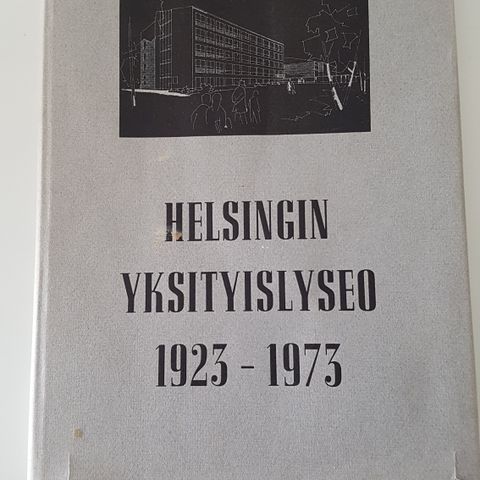 HELSINGIN
YKSITYISLYSEO
1923 - 1973